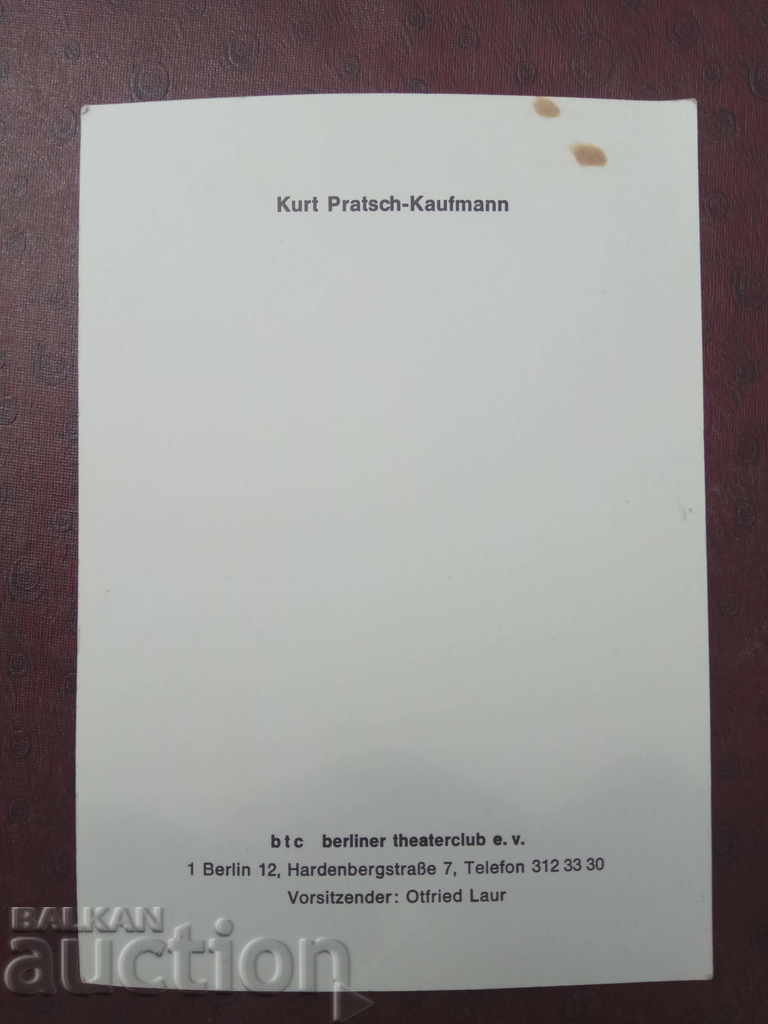 Kurt Pratsch-Kaufmann
btc berliner theaterclub e. v.
1 Berlin 12, Hardenbergstraße 7, Telefon 312 33 30
Vorsitzender: Otfried Laur
BALKAN
auction